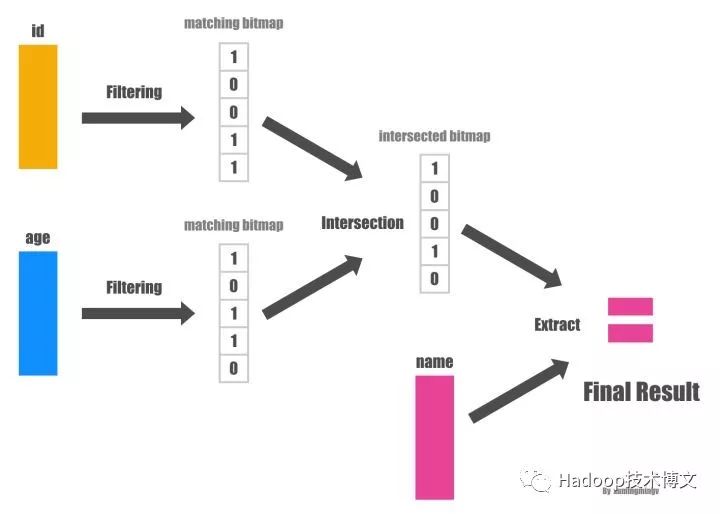 id
matching bitmap
1
0
0
1
1
Filtering
intersected bitmap
1
0
0
1
0
Intersection
age
matching bitmap
1
0
1
1
0
Filtering
Extract
name
Final Result
Hadoop技术博文
By